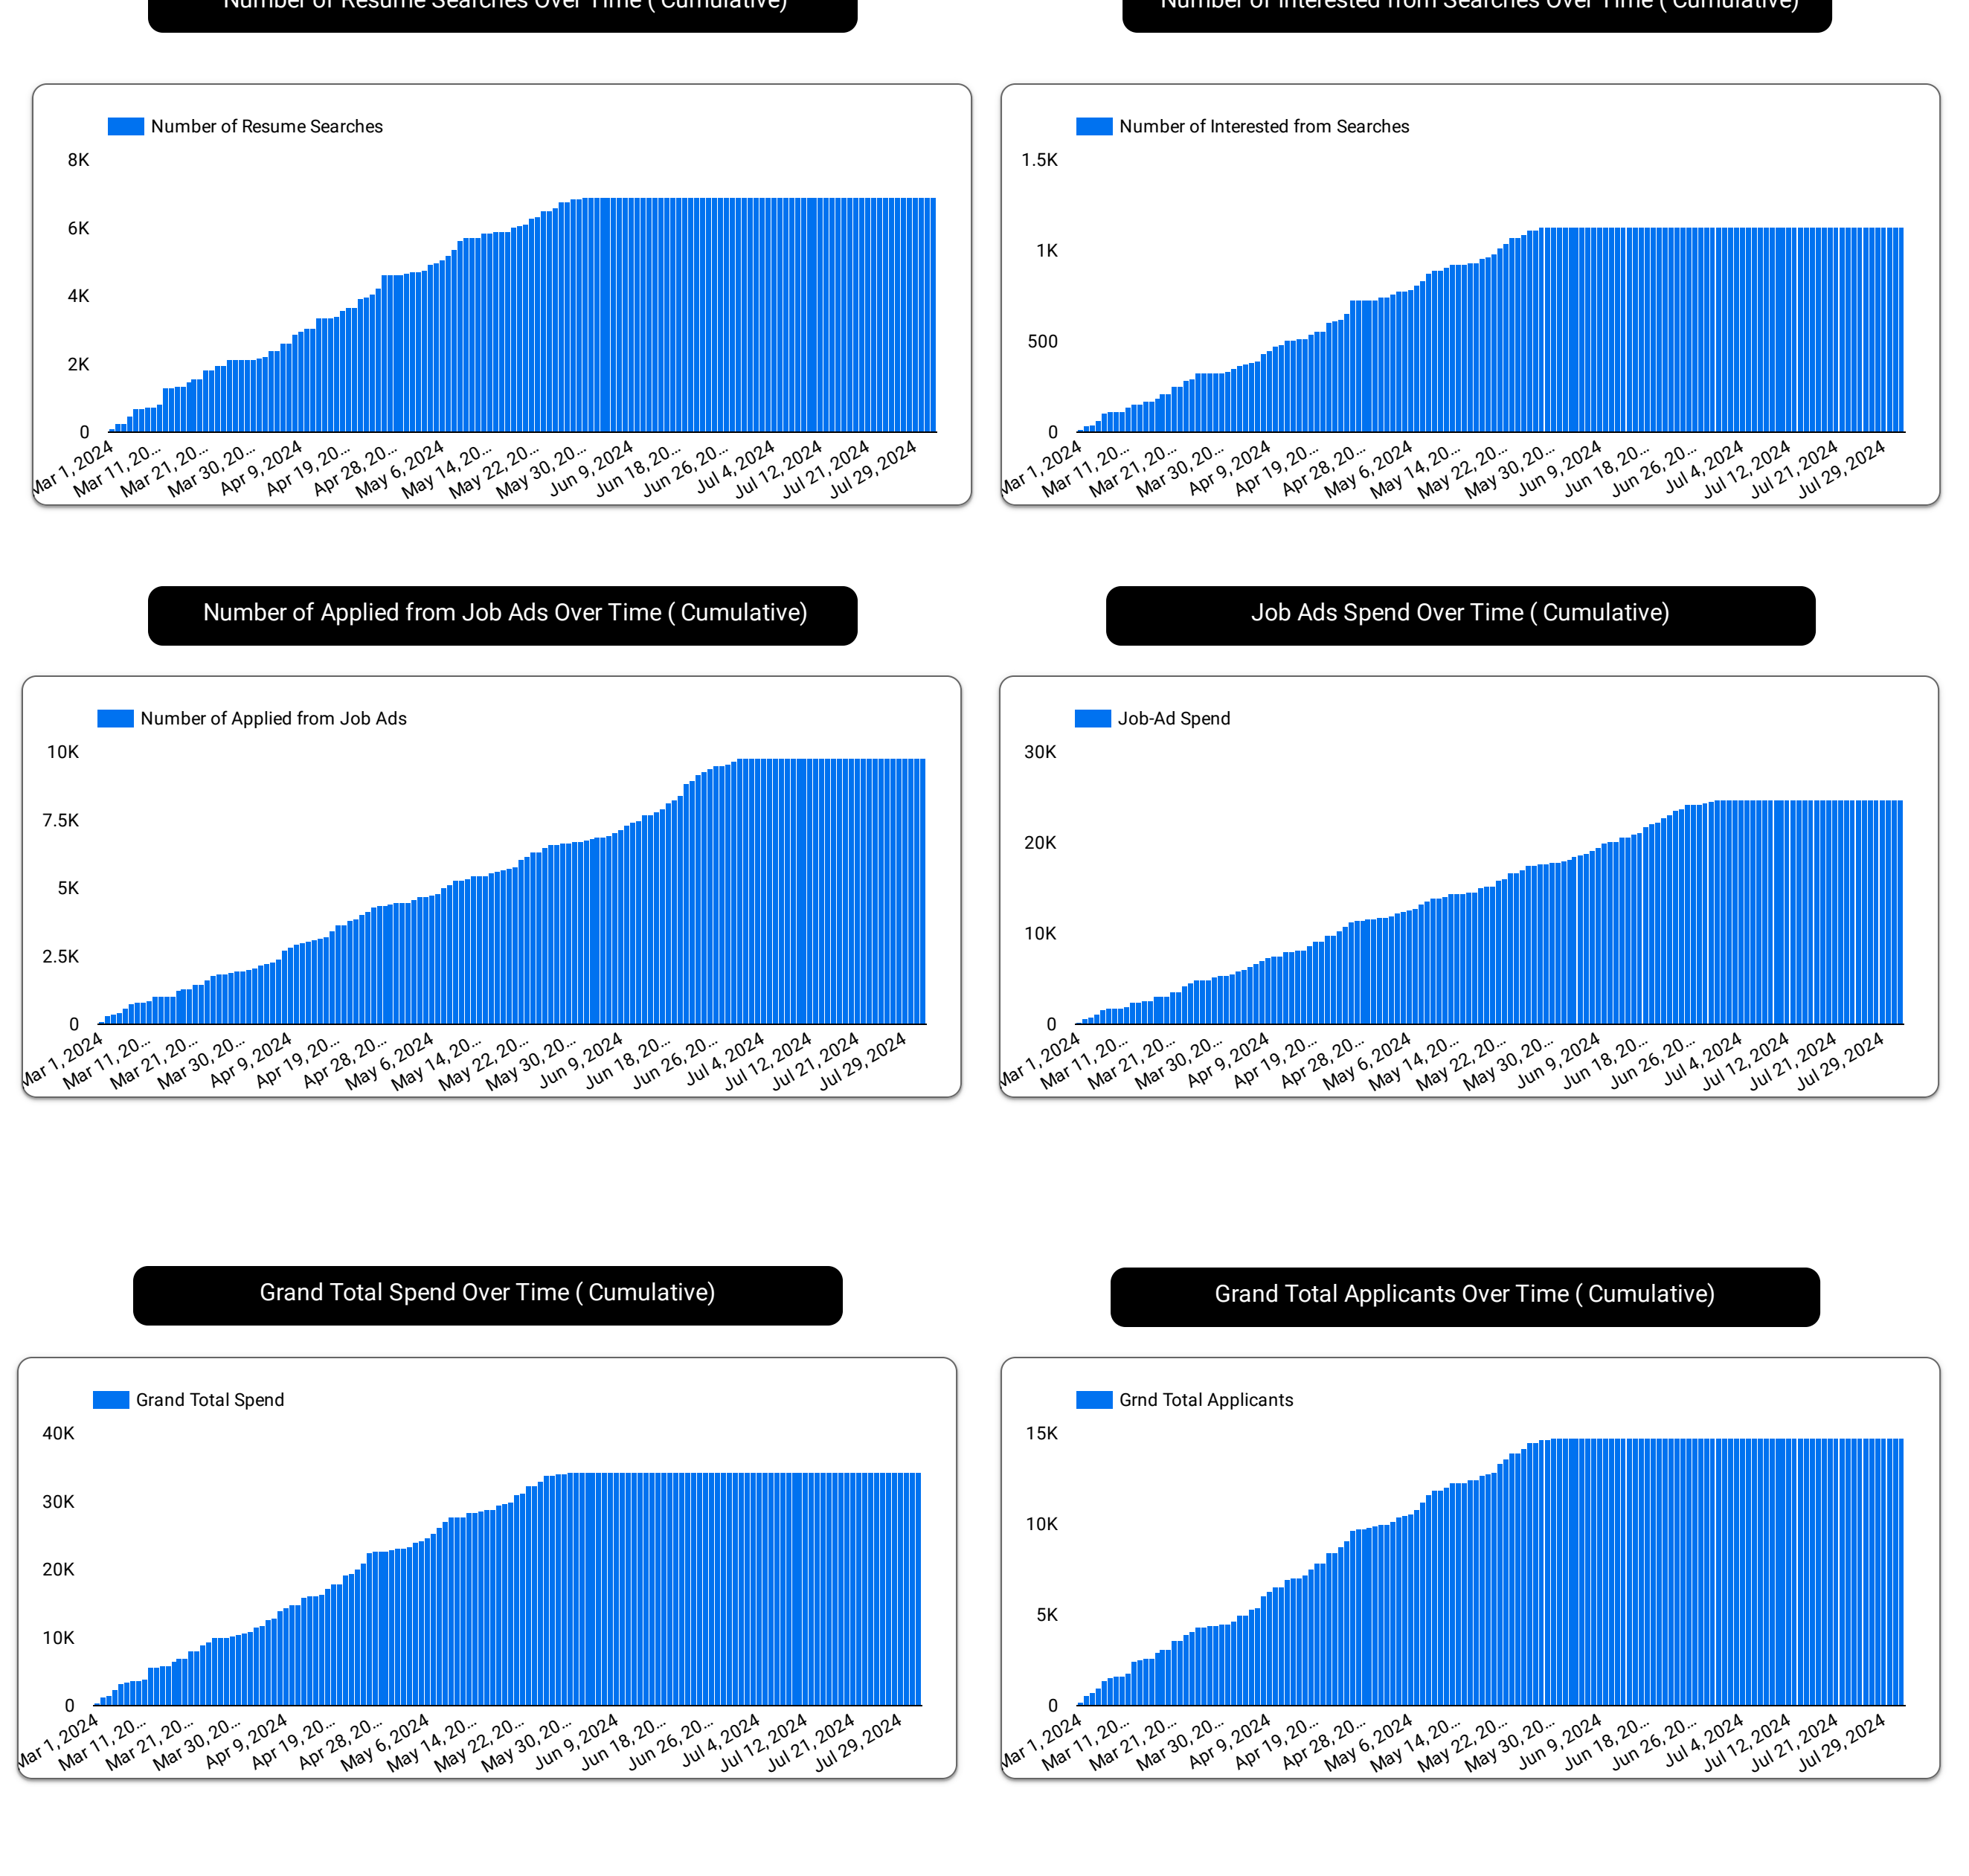 Number of Resume Searches Over Time ( Cumulative)
Number of Interested from Searches Over Time ( Cumulative)
Number of Resume Searches
8K
6K
4K
2K
0
Mar 1, 2024
Mar 11, 20...
Mar 21, 20...
Mar 30, 20...
Apr 9, 2024
Apr 19, 20...
Apr 28, 20...
May 6, 2024
May 14, 20...
May 22, 20...
May 30, 20...
Jun 9, 2024
Jun 18, 20...
Jun 26, 20...
Jul 4, 2024
Jul 12, 2024
Jul 21, 2024
Jul 29, 2024
Number of Interested from Searches
1.5K
1K
500
0
Mar 1, 2024
Mar 11, 20...
Mar 21, 20...
Mar 30, 20...
Apr 9, 2024
Apr 19, 20...
Apr 28, 20...
May 6, 2024
May 14, 20...
May 22, 20...
May 30, 20...
Jun 9, 2024
Jun 18, 20...
Jun 26, 20...
Jul 4, 2024
Jul 12, 2024
Jul 21, 2024
Jul 29, 2024
Number of Applied from Job Ads Over Time ( Cumulative)
Job Ads Spend Over Time ( Cumulative)
Number of Applied from Job Ads
10K
7.5K
5K
2.5K
0
Mar 1, 2024
Mar 11, 20...
Mar 21, 20...
Mar 30, 20...
Apr 9, 2024
Apr 19, 20...
Apr 28, 20...
May 6, 2024
May 14, 20...
May 22, 20...
May 30, 20...
Jun 9, 2024
Jun 18, 20...
Jun 26, 20...
Jul 4, 2024
Jul 12, 2024
Jul 21, 2024
Jul 29, 2024
Job-Ad Spend
30K
20K
10K
0
Mar 1, 2024
Mar 11, 20...
Mar 21, 20...
Mar 30, 20...
Apr 9, 2024
Apr 19, 20...
Apr 28, 20...
May 6, 2024
May 14, 20...
May 22, 20...
May 30, 20...
Jun 9, 2024
Jun 18, 20...
Jun 26, 20...
Jul 4, 2024
Jul 12, 2024
Jul 21, 2024
Jul 29, 2024
Grand Total Spend Over Time ( Cumulative)
Grand Total Applicants Over Time ( Cumulative)
Grand Total Spend
40K
30K
20K
10K
0
Mar 1, 2024
Mar 11, 20...
Mar 21, 20...
Mar 30, 20...
Apr 9, 2024
Apr 19, 20...
Apr 28, 20...
May 6, 2024
May 14, 20...
May 22, 20...
May 30, 20...
Jun 9, 2024
Jun 18, 20...
Jun 26, 20...
Jul 4, 2024
Jul 12, 2024
Jul 21, 2024
Jul 29, 2024
Grnd Total Applicants
15K
10K
5K
0
Mar 1, 2024
Mar 11, 20...
Mar 21, 20...
Mar 30, 20...
Apr 9, 2024
Apr 19, 20...
Apr 28, 20...
May 6, 2024
May 14, 20...
May 22, 20...
May 30, 20...
Jun 9, 2024
Jun 18, 20...
Jun 26, 20...
Jul 4, 2024
Jul 12, 2024
Jul 21, 2024
Jul 29, 2024